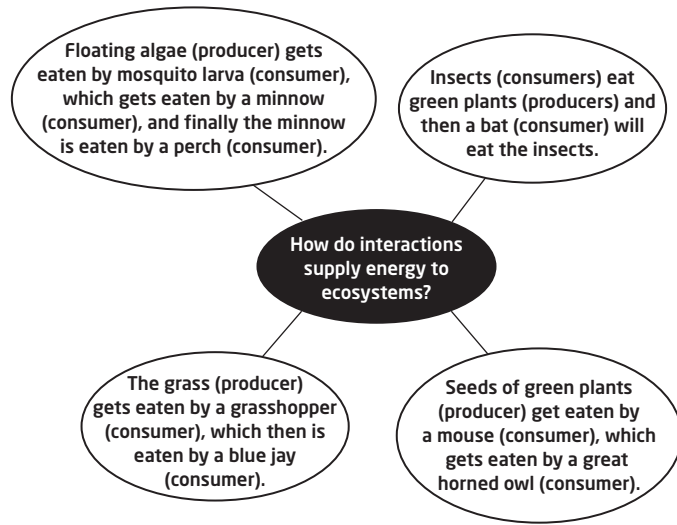 Floating algae (producer) gets
eaten by mosquito larva (consumer),
which gets eaten by a minnow
(consumer), and finally the minnow
is eaten by a perch (consumer).
Insects (consumers) eat
green plants (producers) and
then a bat (consumer) will
eat the insects.
How do interactions
supply energy to
ecosystems?
The grass (producer)
gets eaten by a grasshopper
(consumer), which then is
eaten by a blue jay
(consumer).
Seeds of green plants
(producer) get eaten by
a mouse (consumer), which
gets eaten by a great
horned owl (consumer).